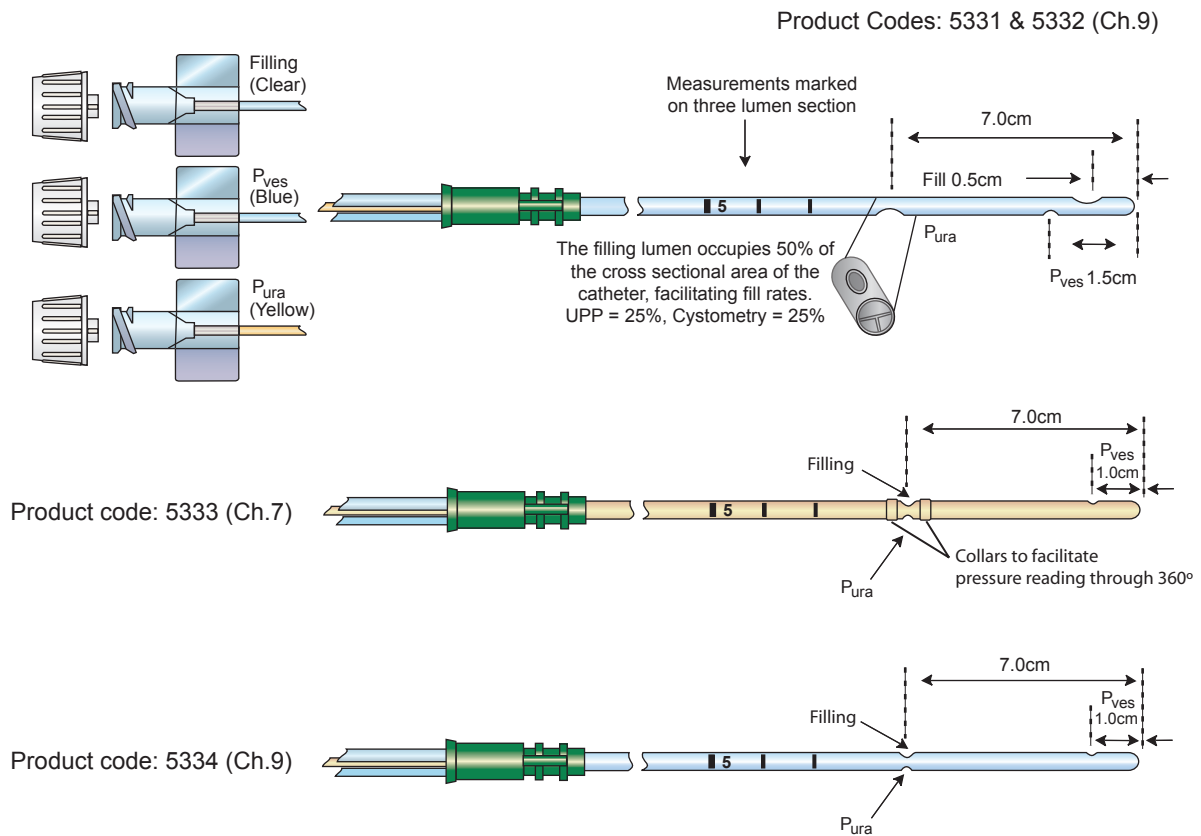 Product Codes: 5331 & 5332 (Ch.9)
Filling
(Clear)
Pves
(Blue)
Pura
(Yellow)
Measurements marked
on three lumen section
7.0cm
Fill 0.5cm
5
Pura
Pves 1.5cm
The filling lumen occupies 50% of
the cross sectional area of the
catheter, facilitating fill rates.
UPP = 25%, Cystometry = 25%
Product code: 5333 (Ch.7)
7.0cm
Pves
1.0cm
Filling
5
Pura
Collars to facilitate
pressure reading through 360º
Product code: 5334 (Ch.9)
7.0cm
Pves
1.0cm
Filling
5
Pura